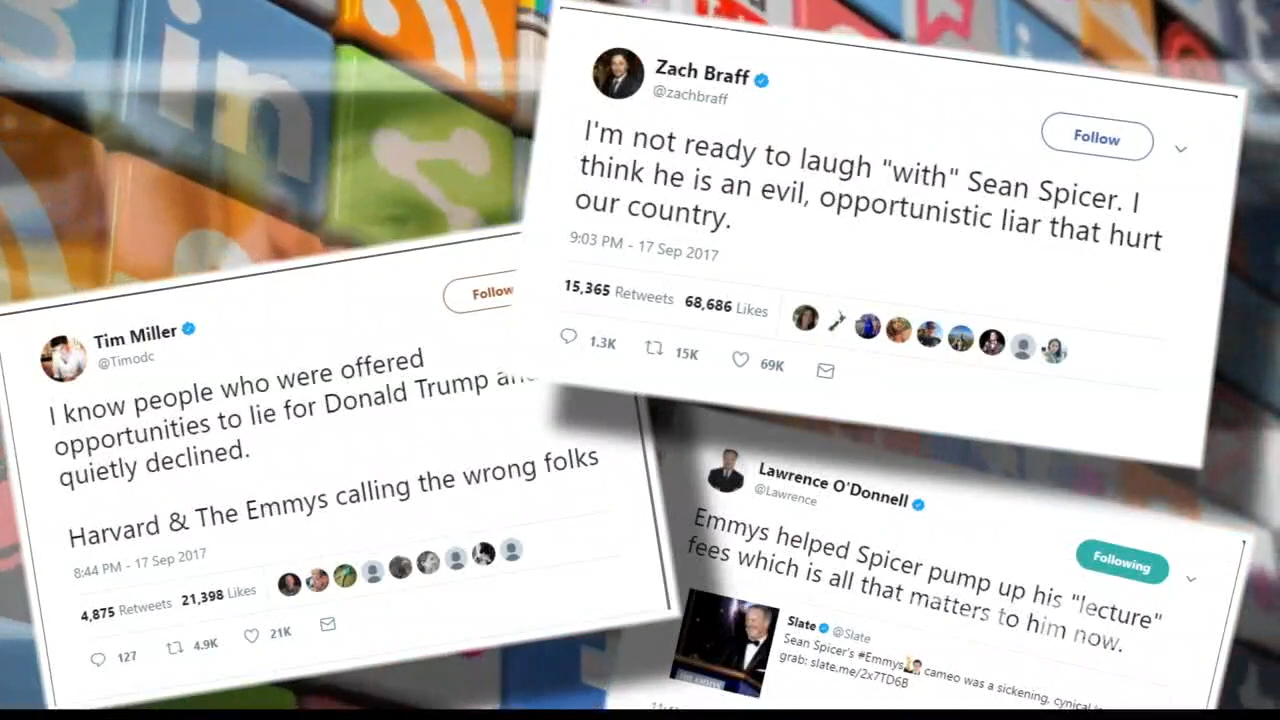 in
Zach Braff
@zachbraff
Follow
I'm not ready to laugh "with" Sean Spicer. I
think he is an evil, opportunistic liar that hurt
our country.
9:03 PM - 17 Sep 2017
15,365 Retweets 68,686 Likes
1.3K 15K 69K
Follow
Tim Miller
@Timodc
I know people who were offered
opportunities to lie for Donald Trump
quietly declined.
Harvard & The Emmys calling the wrong folks
8:44 PM - 17 Sep 2017
4,875 Retweets 21,398 Likes
127 4.9K 21K
Lawrence O'Donnell
@Lawrence
Following
Emmys helped Spicer pump up his "lecture"
fees which is all that matters to him now.
Slate @Slate
Sean Spicer's #Emmys cameo was a sickening, cynical
grab: slate.me/2x7TD6B